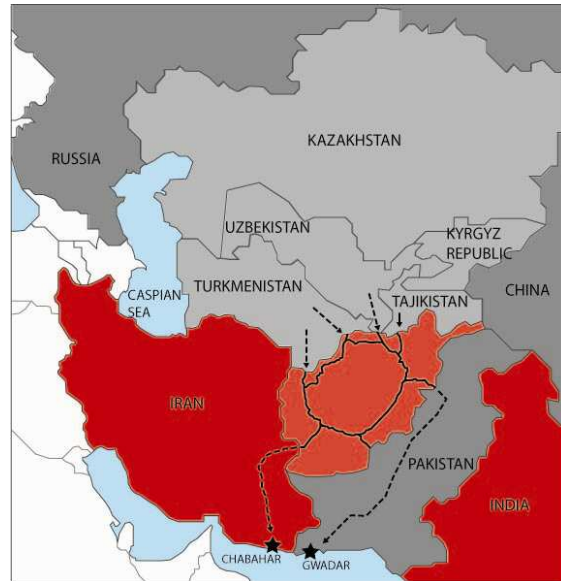 KAZAKHSTAN
RUSSIA
UZBEKISTAN
KYRGYZ
REPUBLIC
TURKMENISTAN
CASPIAN
SEA
TAJIKISTAN
CHINA
IRAN
PAKISTAN
INDIA
CHABAHAR
GWADAR